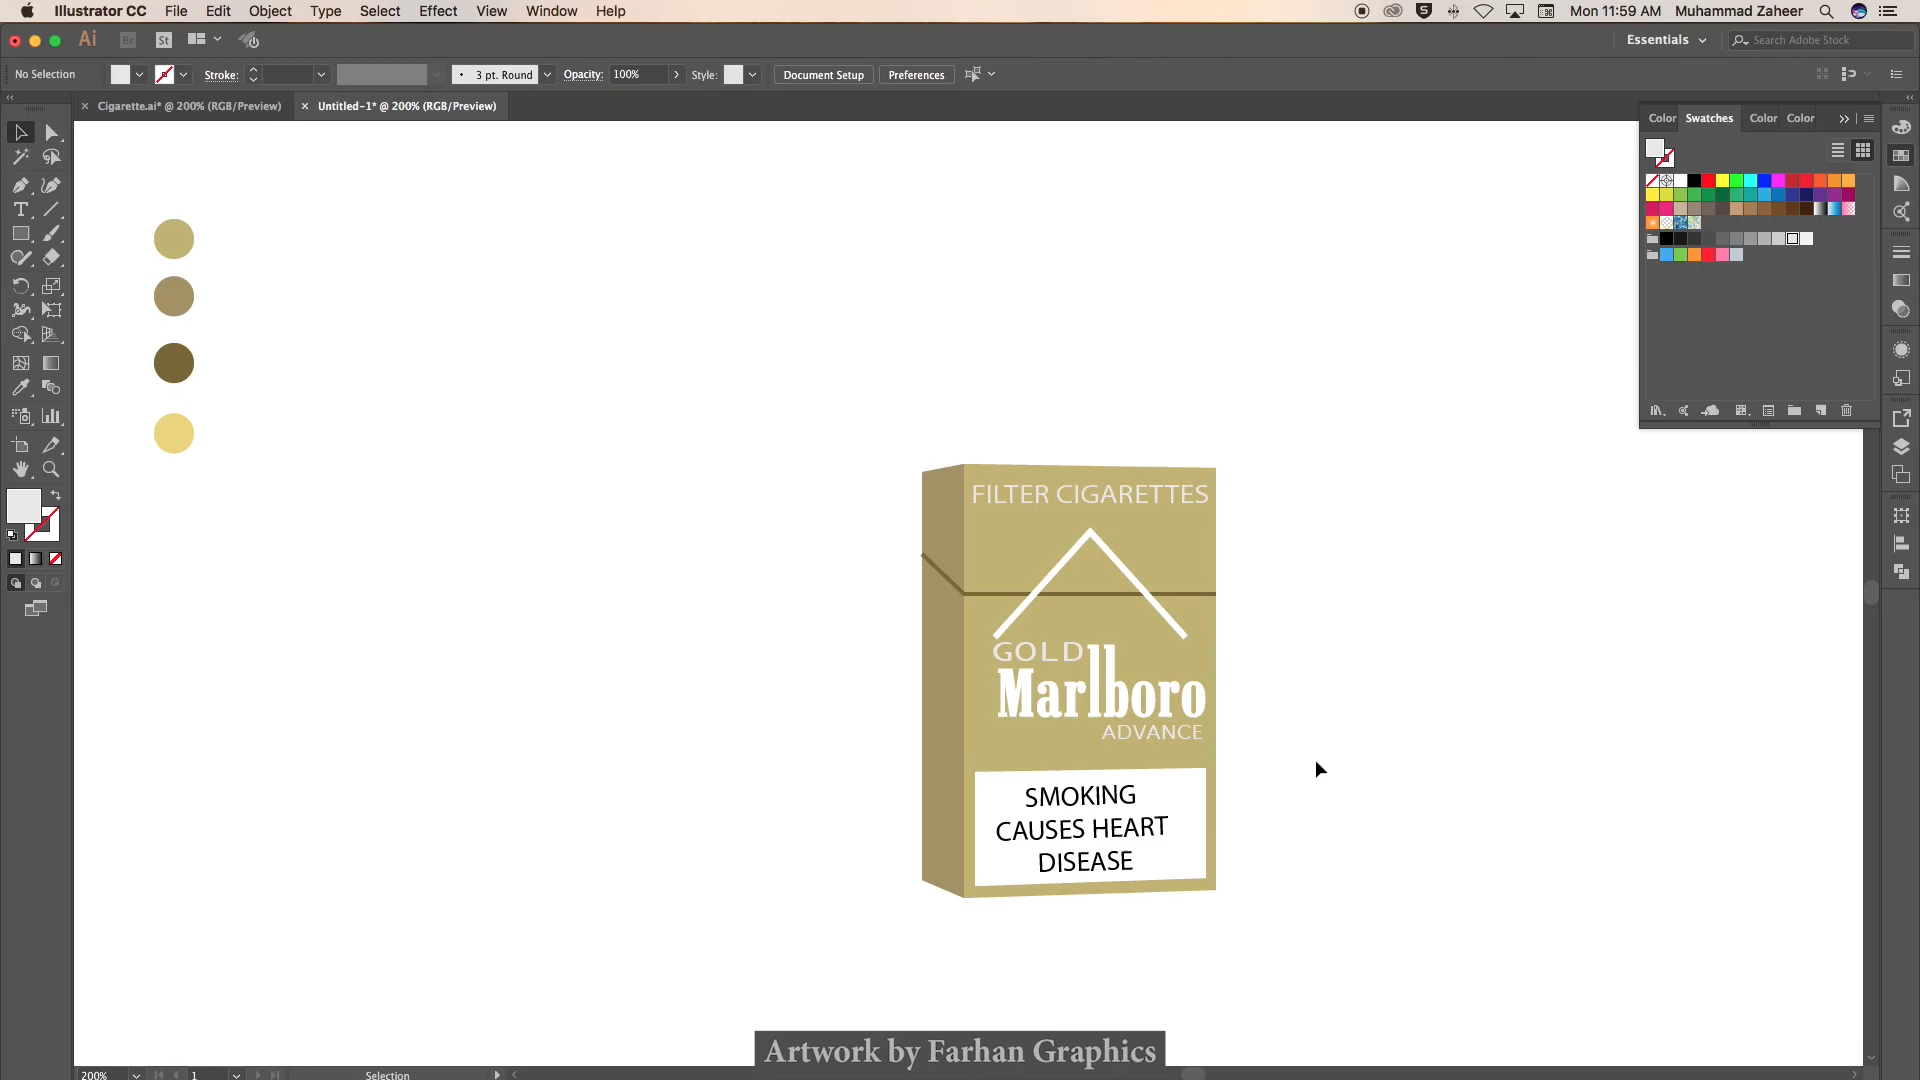 Illustrator CC File Edit Object Type Select Effect View Window Help
Mon 11:59 AM Muhammad Zaheer
Ai Br St
Essentials
Search Adobe Stock
No Selection
Stroke:
3 pt. Round
Opacity: 100%
Style:
Document Setup
Preferences
Cigarette.ai* @ 200% (RGB/Preview)
Untitled-1* @ 200% (RGB/Preview)
Color Swatches Color Color
FILTER CIGARETTES
GOLD
Marlboro
ADVANCE
SMOKING
CAUSES HEART
DISEASE
Artwork by Farhan Graphics
200%
1
Selection